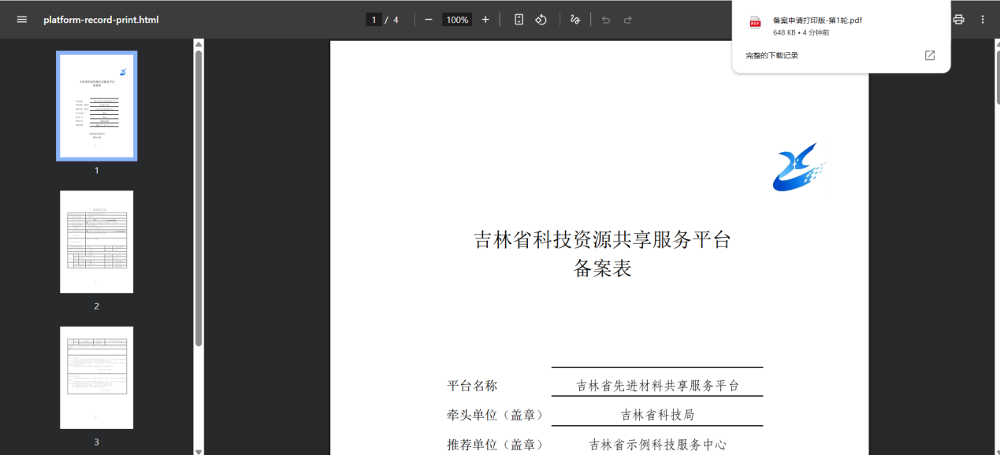 platform-record-print.html
1 / 4
100%
备案申请打印版-第1轮.pdf
648 KB • 4 分钟前
完整的下载记录
PDF
1
2
3
吉林省科技资源共享服务平台
备案表
平台名称 吉林省先进材料共享服务平台
牵头单位（盖章） 吉林省科技局
推荐单位（盖章） 吉林省示例科技服务中心